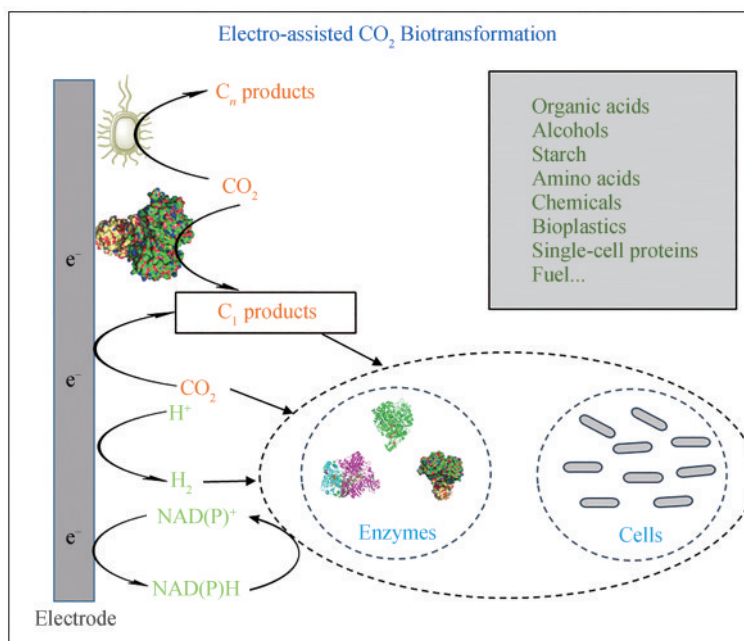 Electro-assisted CO₂ Biotransformation
Cₙ products
CO₂
C₁ products
CO₂
H⁺
H₂
NAD(P)⁺
NAD(P)H
e⁻
e⁻
e⁻
Electrode
Organic acids
Alcohols
Starch
Amino acids
Chemicals
Bioplastics
Single-cell proteins
Fuel...
Enzymes
Cells